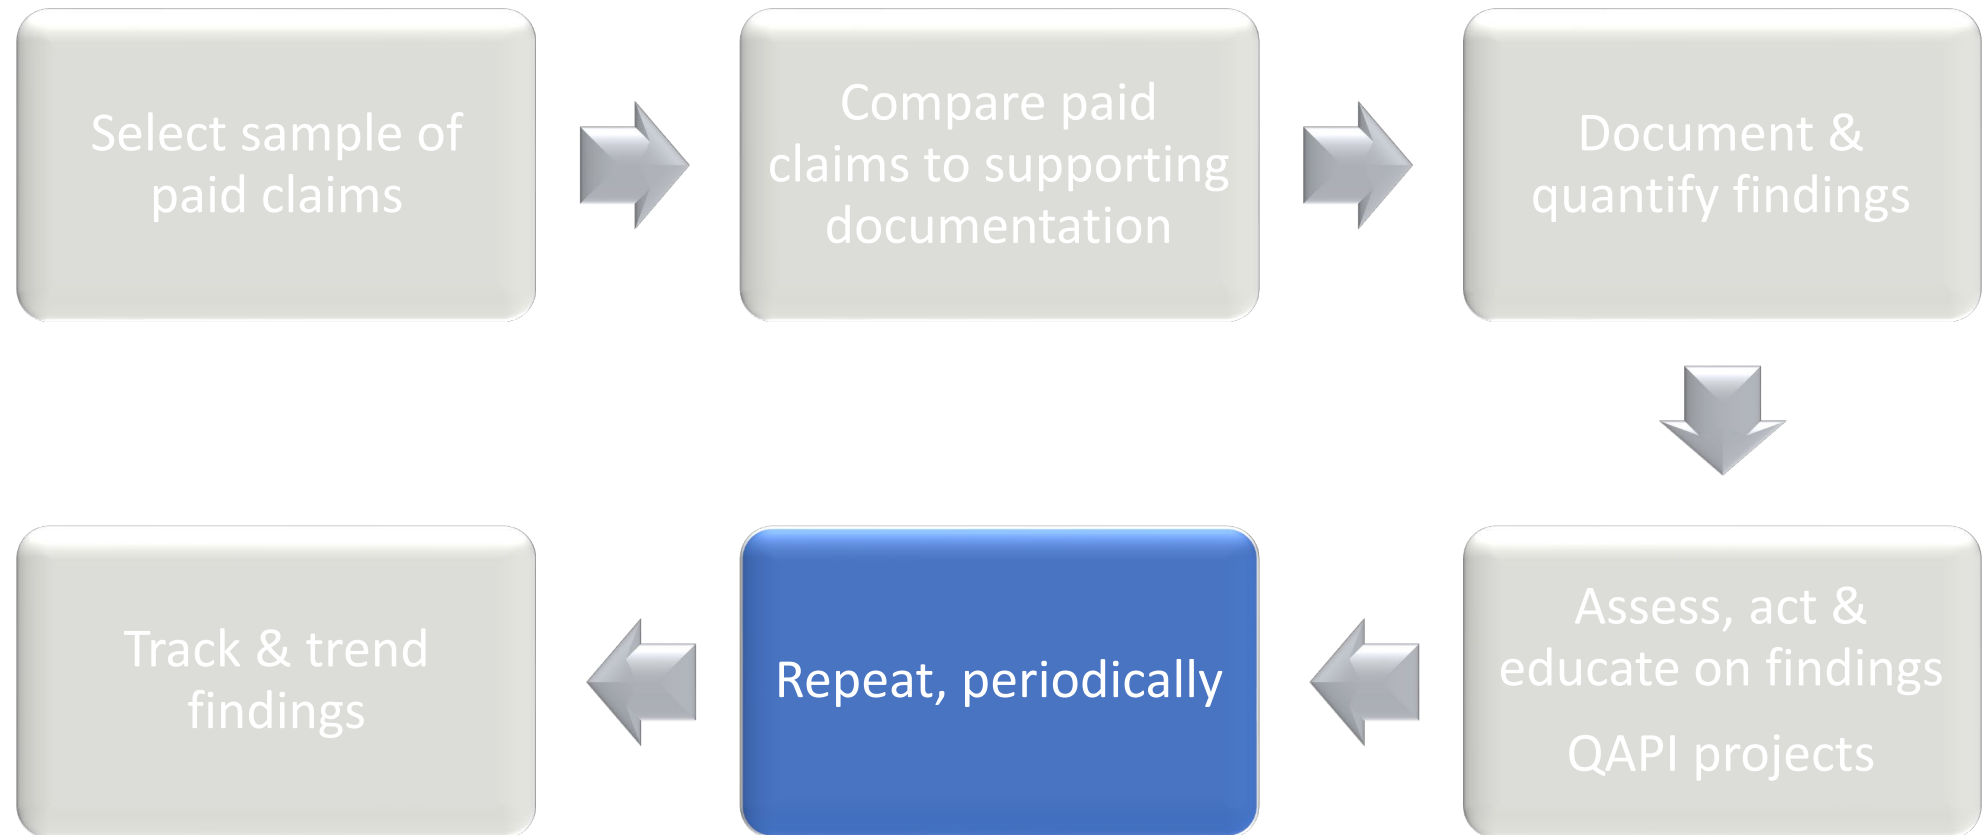 Select sample of
paid claims
Compare paid
claims to supporting
documentation
Document &
quantify findings
Assess, act &
educate on findings
QAPI projects
Repeat, periodically
Track & trend
findings